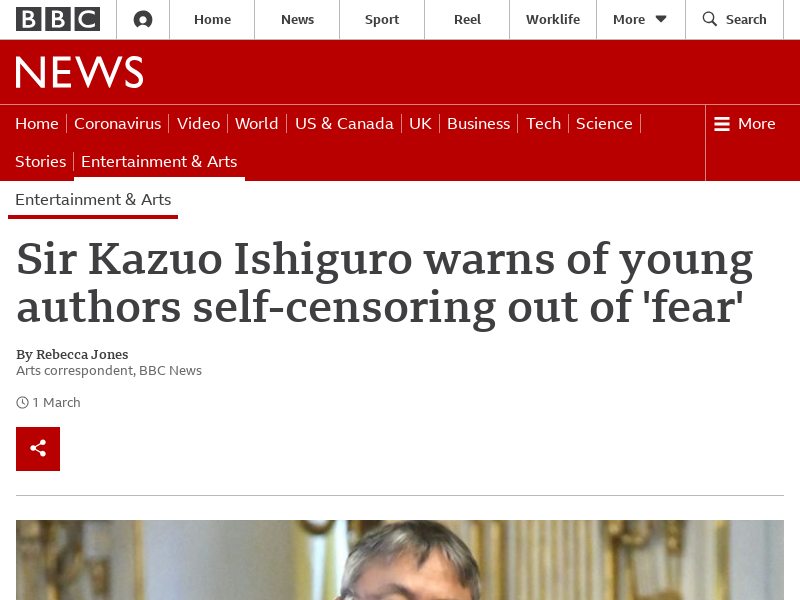 BBC Home News Sport Reel Worklife More Search
NEWS
Home Coronavirus Video World US & Canada UK Business Tech Science More
Stories Entertainment & Arts
Entertainment & Arts
Sir Kazuo Ishiguro warns of young
authors self-censoring out of 'fear'
By Rebecca Jones
Arts correspondent, BBC News
1 March